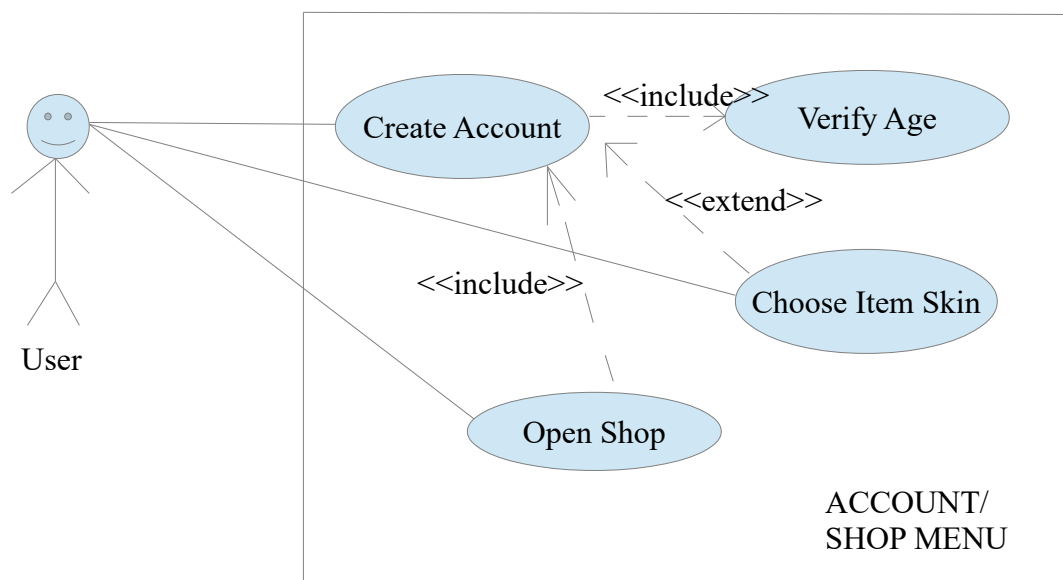 <<include>>
Create Account
Verify Age
<<extend>>
<<include>>
Choose Item Skin
User
Open Shop
ACCOUNT/
SHOP MENU